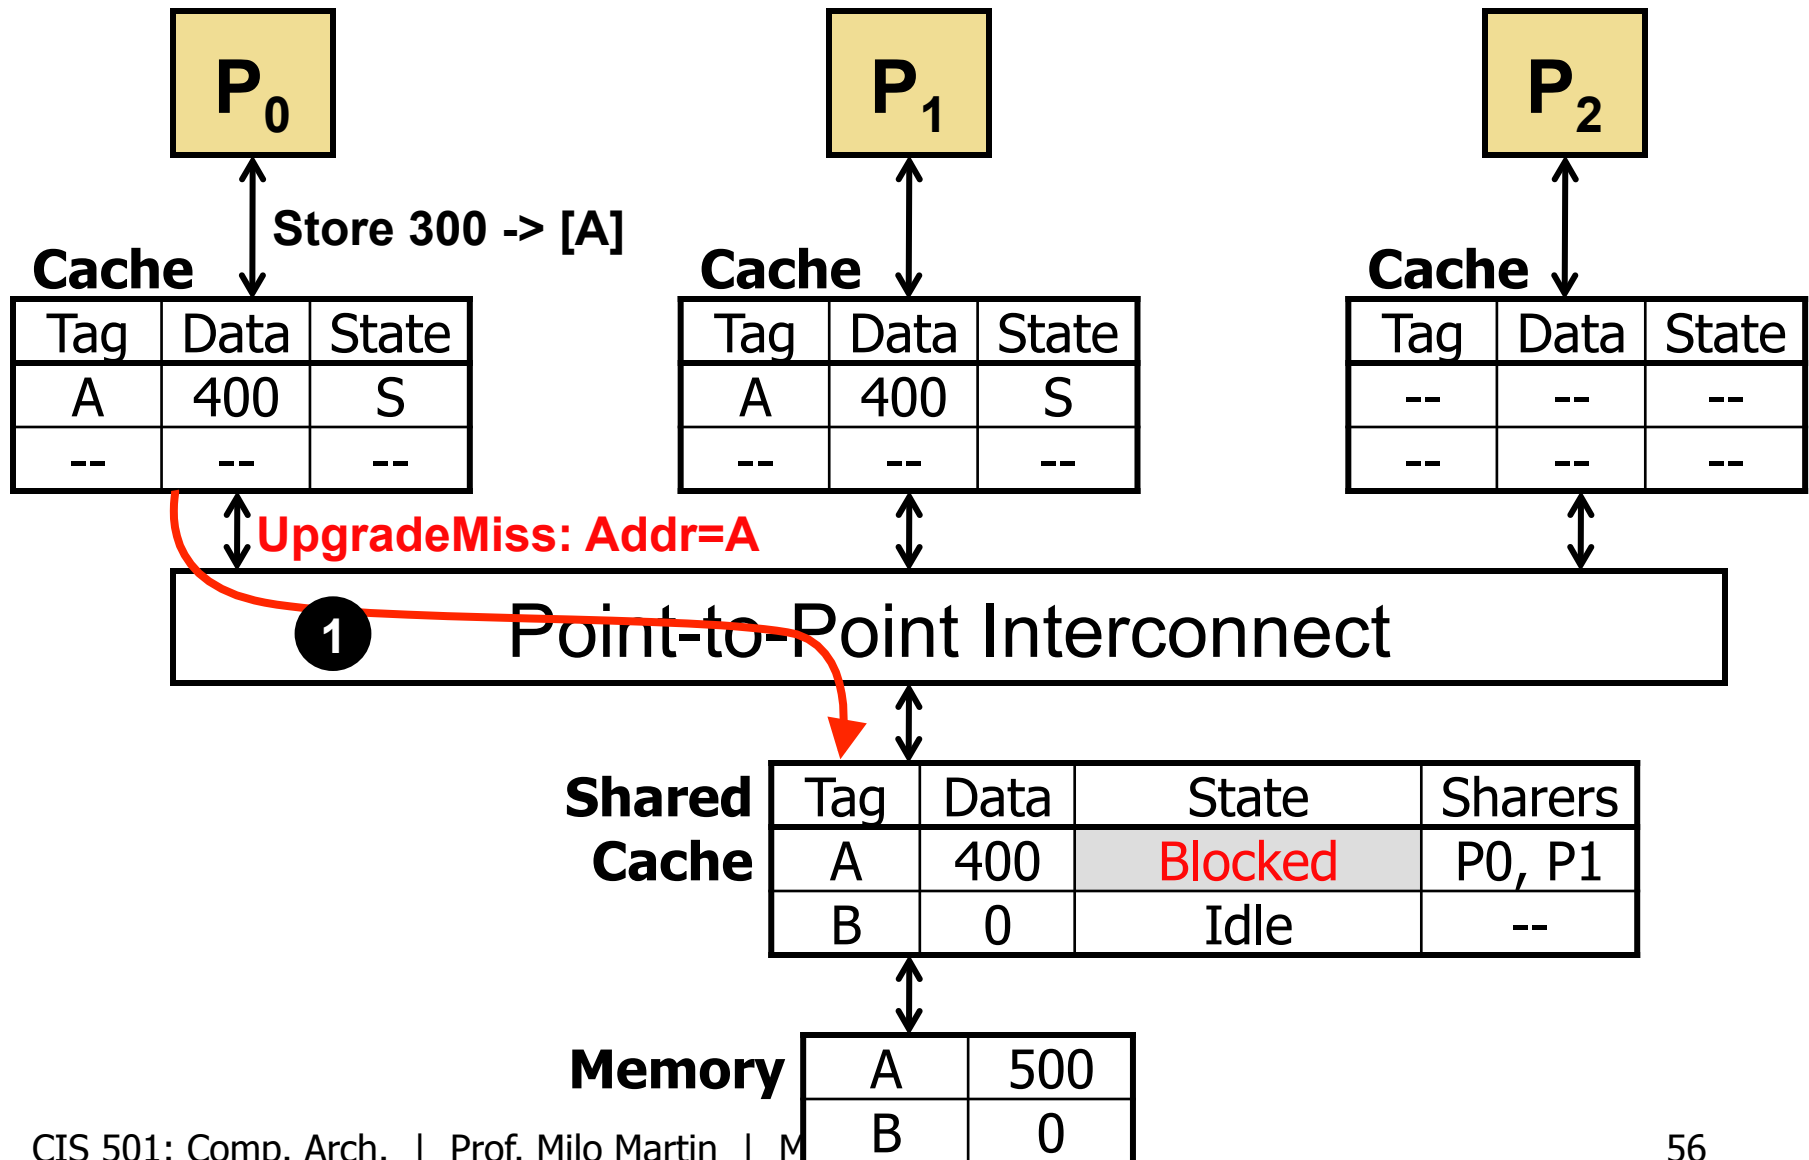 P0 P1 P2
Store 300 -> [A]
Cache Cache Cache
Tag Data State Tag Data State Tag Data State
A 400 S A 400 S -- -- --
-- -- -- -- -- -- -- -- --
UpgradeMiss: Addr=A
1 Point-to-Point Interconnect
Shared Tag Data State Sharers
Cache A 400 Blocked P0, P1
B 0 Idle --
Memory A 500
B 0
CIS 501: Comp. Arch. | Prof. Milo Martin | M 56